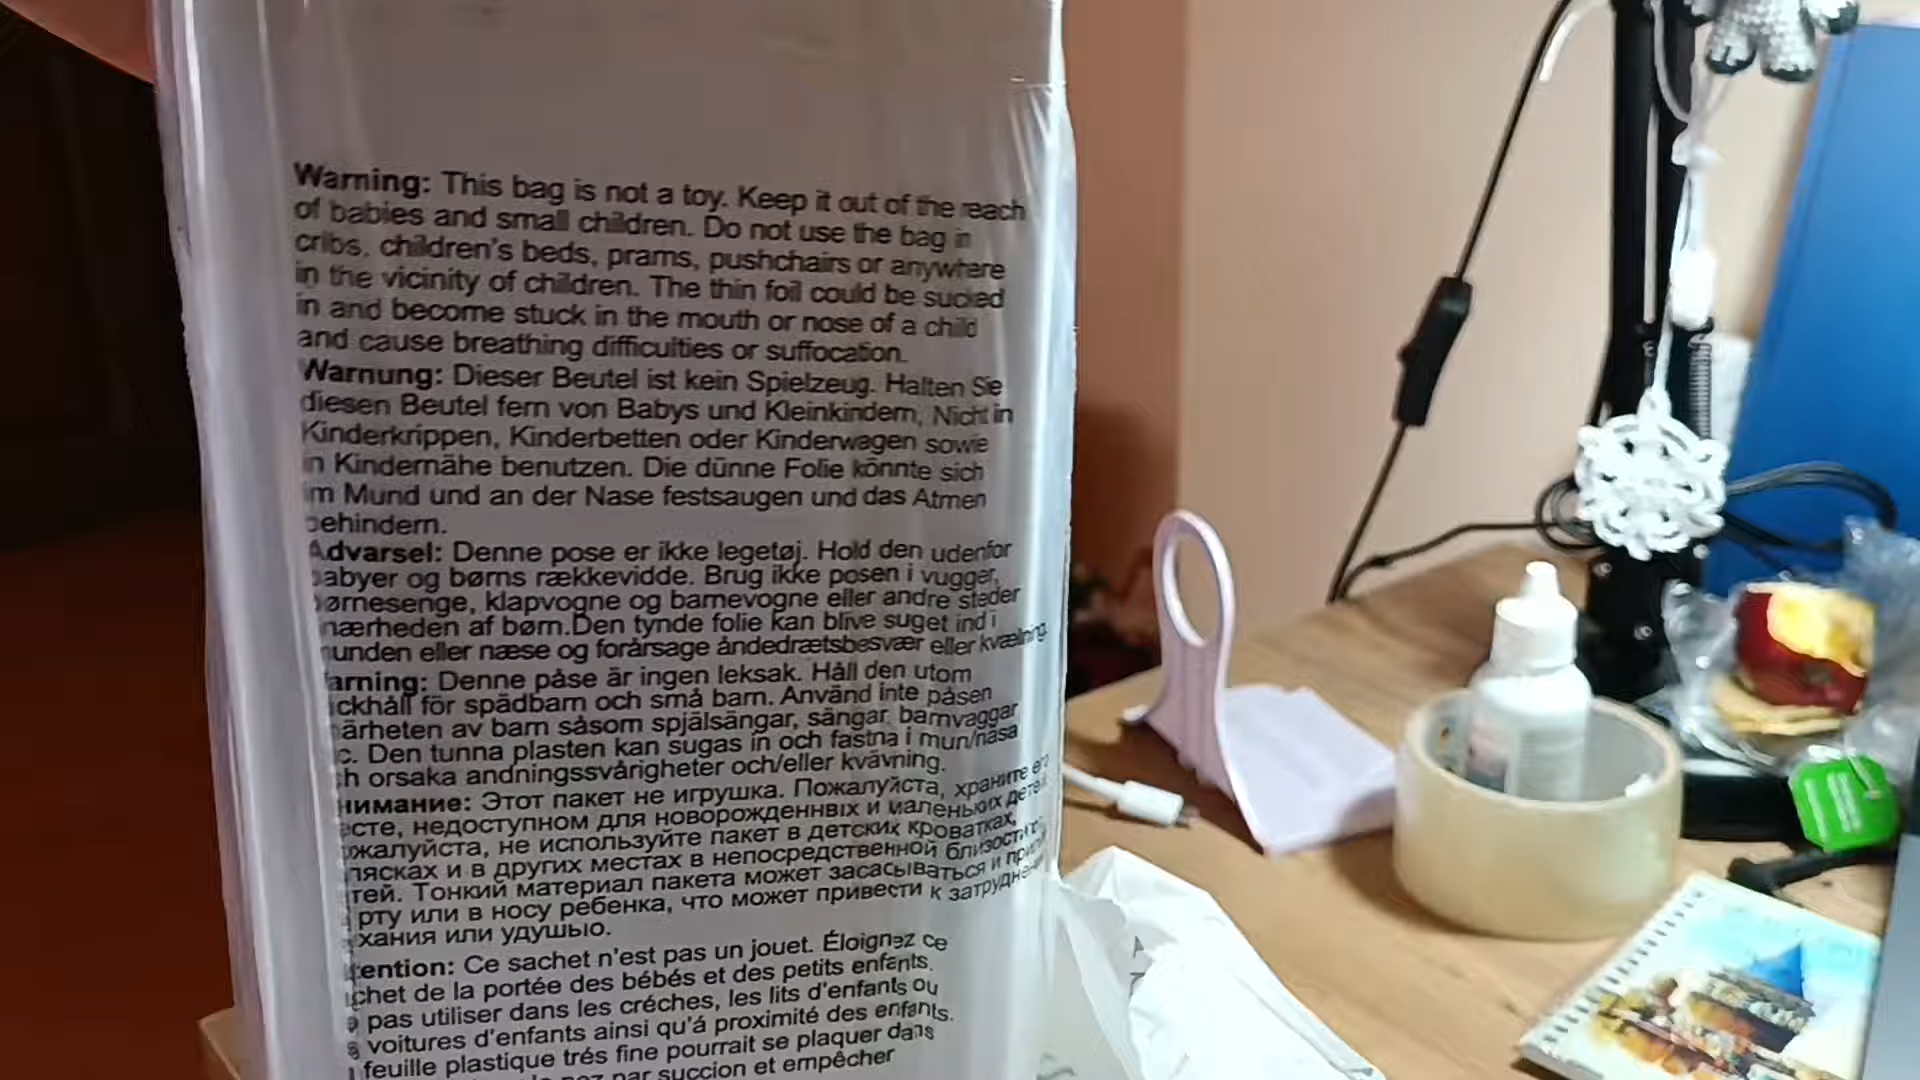 Warning: This bag is not a toy. Keep it out of the reach
of babies and small children. Do not use the bag in
cribs, children's beds, prams, pushchairs or anywhere
in the vicinity of children. The thin foil could be sucked
in and become stuck in the mouth or nose of a child
and cause breathing difficulties or suffocation.
Warnung: Dieser Beutel ist kein Spielzeug. Halten Sie
diesen Beutel fern von Babys und Kleinkindern, Nicht in
Kinderkrippen, Kinderbetten oder Kinderwagen sowie
in Kindernähe benutzen. Die dünne Folie könnte sich
im Mund und an der Nase festsaugen und das Atmen
behindern.
Advarsel: Denne pose er ikke legetøj. Hold den udenfor
babyer og børns rækkevidde. Brug ikke posen i vugger,
børnesenge, klapvogne og barnevogne eller andre steder
nærheden af børn.Den tynde folie kan blive suget ind i
munden eller næse og forårsage åndedrætsbesvær eller kvælning.
arning: Denne påse är ingen leksak. Håll den utom
ckhåll för spädbarn och små barn. Använd inte påsen
ärheten av barn såsom spjälsängar, sängar, barnvaggar
c. Den tunna plasten kan sugas in och fastna i mun/näsa
h orsaka andningssvårigheter och/eller kvävning.
нимание: Этот пакет не игрушка. Пожалуйста, храните его
есте, недоступном для новорожденнвіх и маленьких детей.
ожалуйста, не используйте пакет в детских кроватках,
лясках и в других местах в непосредственной близости
тей. Тонкий материал пакета может засасываться и
рту или в носу ребенка, что может привести к
хания или удушью.
tention: Ce sachet n'est pas un jouet. Éloignez ce
chet de la portée des bébés et des petits enfants.
pas utiliser dans les créches, les lits d'enfants ou
voitures d'enfants ainsi qu'á proximité des enfants.
feuille plastique trés fine pourrait se plaquer dans
nez par succion et empêcher